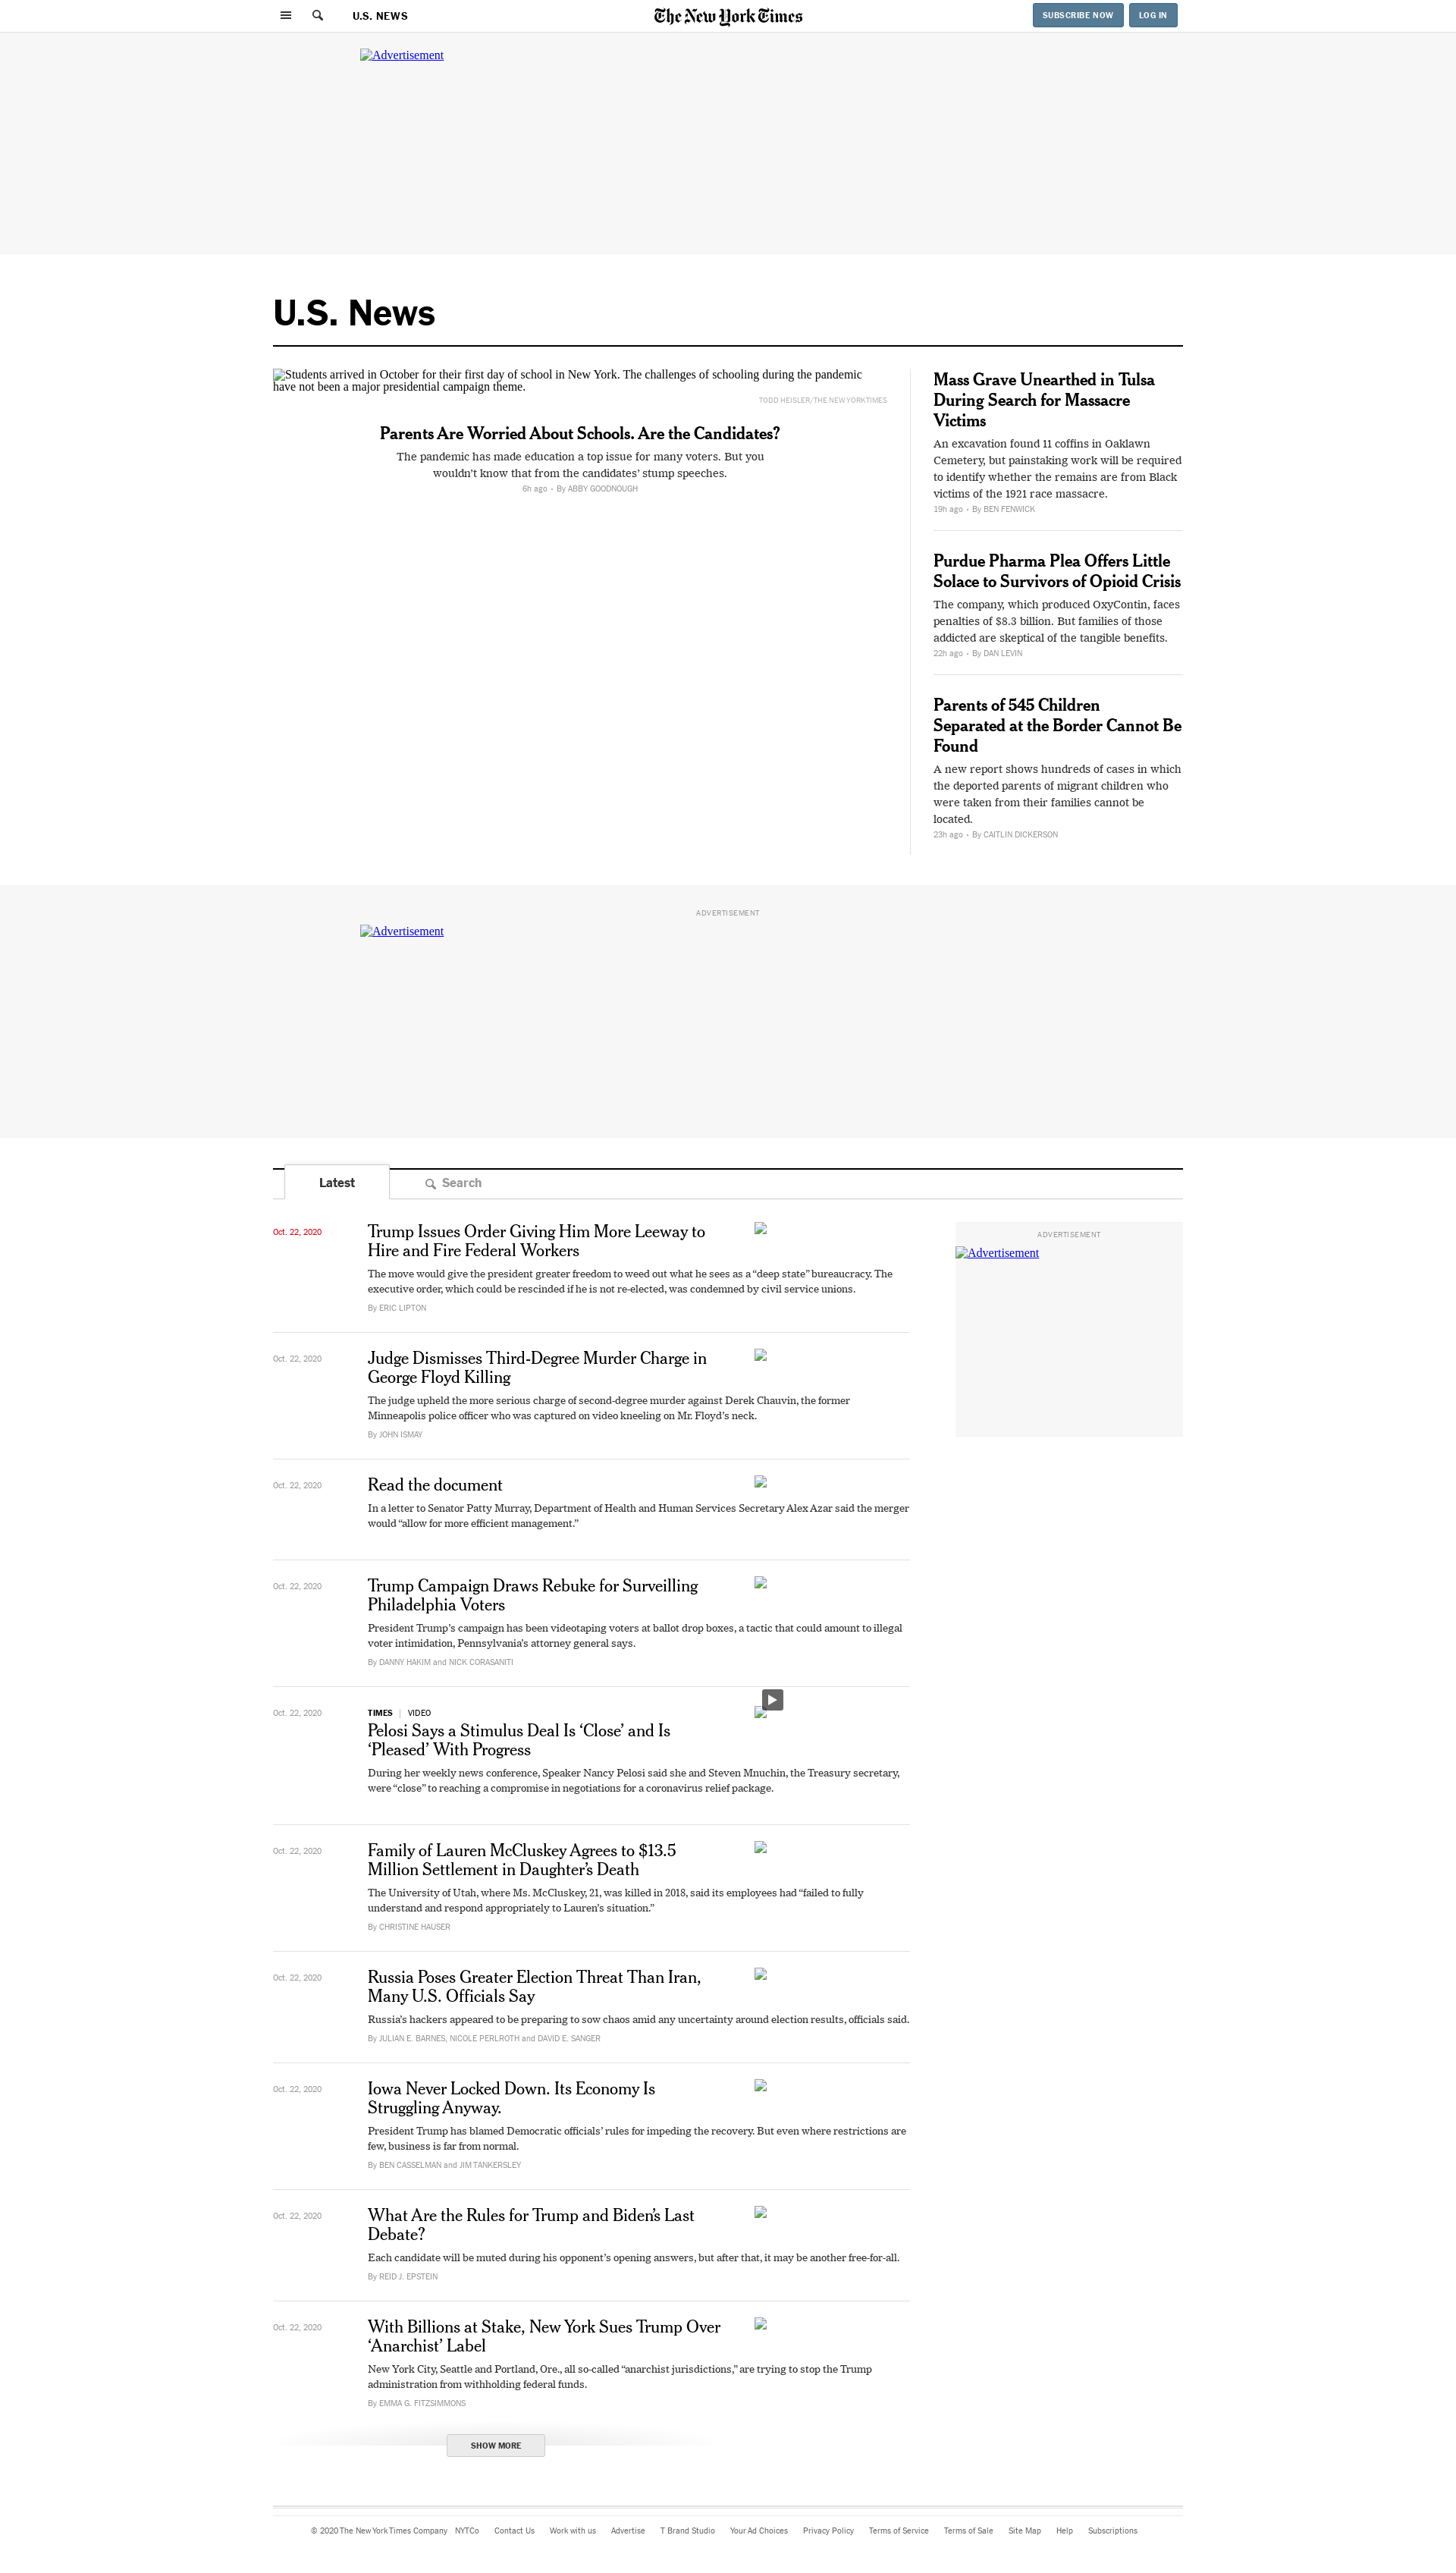 U.S. NEWS
The New York Times
SUBSCRIBE NOW
LOG IN
Advertisement
U.S. News
Students arrived in October for their first day of school in New York. The challenges of schooling during the pandemic
have not been a major presidential campaign theme.
TODD HEISLER/THE NEW YORK TIMES
Parents Are Worried About Schools. Are the Candidates?
The pandemic has made education a top issue for many voters. But you
wouldn’t know that from the candidates’ stump speeches.
6h ago • By ABBY GOODNOUGH
Mass Grave Unearthed in Tulsa
During Search for Massacre
Victims
An excavation found 11 coffins in Oaklawn
Cemetery, but painstaking work will be required
to identify whether the remains are from Black
victims of the 1921 race massacre.
19h ago • By BEN FENWICK
Purdue Pharma Plea Offers Little
Solace to Survivors of Opioid Crisis
The company, which produced OxyContin, faces
penalties of $8.3 billion. But families of those
addicted are skeptical of the tangible benefits.
22h ago • By DAN LEVIN
Parents of 545 Children
Separated at the Border Cannot Be
Found
A new report shows hundreds of cases in which
the deported parents of migrant children who
were taken from their families cannot be
located.
23h ago • By CAITLIN DICKERSON
ADVERTISEMENT
Advertisement
Latest
Search
Oct. 22, 2020
Trump Issues Order Giving Him More Leeway to
Hire and Fire Federal Workers
The move would give the president greater freedom to weed out what he sees as a “deep state” bureaucracy. The
executive order, which could be rescinded if he is not re-elected, was condemned by civil service unions.
By ERIC LIPTON
ADVERTISEMENT
Advertisement
Oct. 22, 2020
Judge Dismisses Third-Degree Murder Charge in
George Floyd Killing
The judge upheld the more serious charge of second-degree murder against Derek Chauvin, the former
Minneapolis police officer who was captured on video kneeling on Mr. Floyd’s neck.
By JOHN ISMAY
Oct. 22, 2020
Read the document
In a letter to Senator Patty Murray, Department of Health and Human Services Secretary Alex Azar said the merger
would “allow for more efficient management.”
Oct. 22, 2020
Trump Campaign Draws Rebuke for Surveilling
Philadelphia Voters
President Trump’s campaign has been videotaping voters at ballot drop boxes, a tactic that could amount to illegal
voter intimidation, Pennsylvania’s attorney general says.
By DANNY HAKIM and NICK CORASANITI
Oct. 22, 2020
TIMES | VIDEO
Pelosi Says a Stimulus Deal Is ‘Close’ and Is
‘Pleased’ With Progress
During her weekly news conference, Speaker Nancy Pelosi said she and Steven Mnuchin, the Treasury secretary,
were “close” to reaching a compromise in negotiations for a coronavirus relief package.
Oct. 22, 2020
Family of Lauren McCluskey Agrees to $13.5
Million Settlement in Daughter’s Death
The University of Utah, where Ms. McCluskey, 21, was killed in 2018, said its employees had “failed to fully
understand and respond appropriately to Lauren’s situation.”
By CHRISTINE HAUSER
Oct. 22, 2020
Russia Poses Greater Election Threat Than Iran,
Many U.S. Officials Say
Russia’s hackers appeared to be preparing to sow chaos amid any uncertainty around election results, officials said.
By JULIAN E. BARNES, NICOLE PERLROTH and DAVID E. SANGER
Oct. 22, 2020
Iowa Never Locked Down. Its Economy Is
Struggling Anyway.
President Trump has blamed Democratic officials’ rules for impeding the recovery. But even where restrictions are
few, business is far from normal.
By BEN CASSELMAN and JIM TANKERSLEY
Oct. 22, 2020
What Are the Rules for Trump and Biden’s Last
Debate?
Each candidate will be muted during his opponent’s opening answers, but after that, it may be another free-for-all.
By REID J. EPSTEIN
Oct. 22, 2020
With Billions at Stake, New York Sues Trump Over
‘Anarchist’ Label
New York City, Seattle and Portland, Ore., all so-called “anarchist jurisdictions,” are trying to stop the Trump
administration from withholding federal funds.
By EMMA G. FITZSIMMONS
SHOW MORE
© 2020 The New York Times Company NYTCo Contact Us Work with us Advertise T Brand Studio Your Ad Choices Privacy Policy Terms of Service Terms of Sale Site Map Help Subscriptions